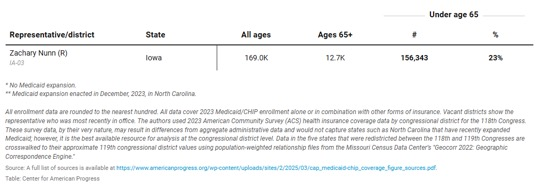 Under age 65
Representative/district State All ages Ages 65+ # %
Zachary Nunn (R) Iowa 169.0K 12.7K 156,343 23%
IA-03
* No Medicaid expansion.
** Medicaid expansion enacted in December, 2023, in North Carolina.
All enrollment data are rounded to the nearest hundred. All data cover 2023 Medicaid/CHIP enrollment alone or in combination with other forms of insurance. Vacant districts show the
representative who was most recently in office. The authors used 2023 American Community Survey (ACS) health insurance coverage data by congressional district for the 118th Congress.
These survey data, by their very nature, may result in differences from aggregate administrative data and would not capture states such as North Carolina that have recently expanded
Medicaid; however, it is the best available resource for analysis at the congressional district level. Data in the five states that were redistricted between the 118th and 119th Congresses are
crosswalked to their approximate 119th congressional district values using population-weighted relationship files from the Missouri Census Data Center's "Geocorr 2022: Geographic
Correspondence Engine."
Source: A full list of sources is available at https://www.americanprogress.org/wp-content/uploads/sites/2/2025/03/cap_medicaid-chip_coverage_figure_sources.pdf.
Table: Center for American Progress